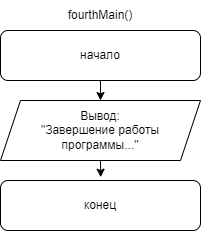 fourthMain()
начало
Вывод:
"Завершение работы
программы..."
конец